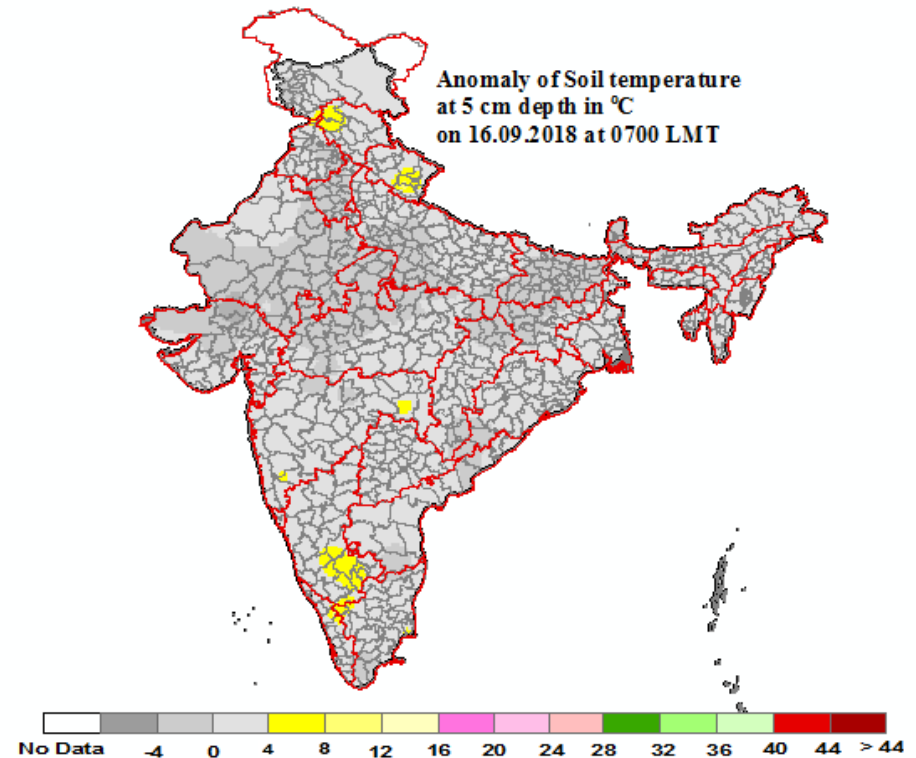 Anomaly of Soil temperature
at 5 cm depth in ⁰C
on 16.09.2018 at 0700 LMT
No Data -4 0 4 8 12 16 20 24 28 32 36 40 44 > 44